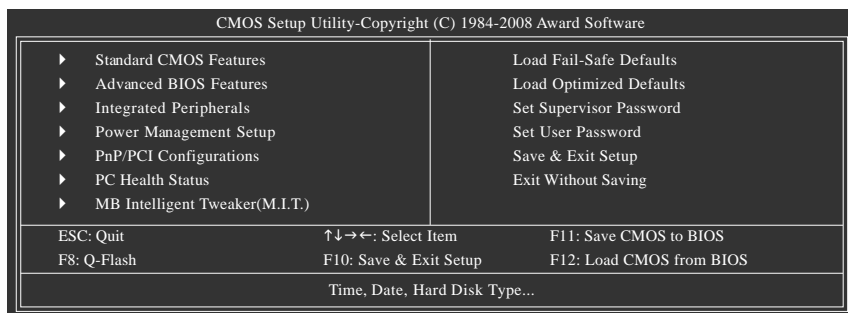 CMOS Setup Utility-Copyright (C) 1984-2008 Award Software
Standard CMOS Features
Advanced BIOS Features
Integrated Peripherals
Power Management Setup
PnP/PCI Configurations
PC Health Status
MB Intelligent Tweaker(M.I.T.)
Load Fail-Safe Defaults
Load Optimized Defaults
Set Supervisor Password
Set User Password
Save & Exit Setup
Exit Without Saving
ESC: Quit ↑↓→←: Select Item F11: Save CMOS to BIOS
F8: Q-Flash F10: Save & Exit Setup F12: Load CMOS from BIOS
Time, Date, Hard Disk Type...